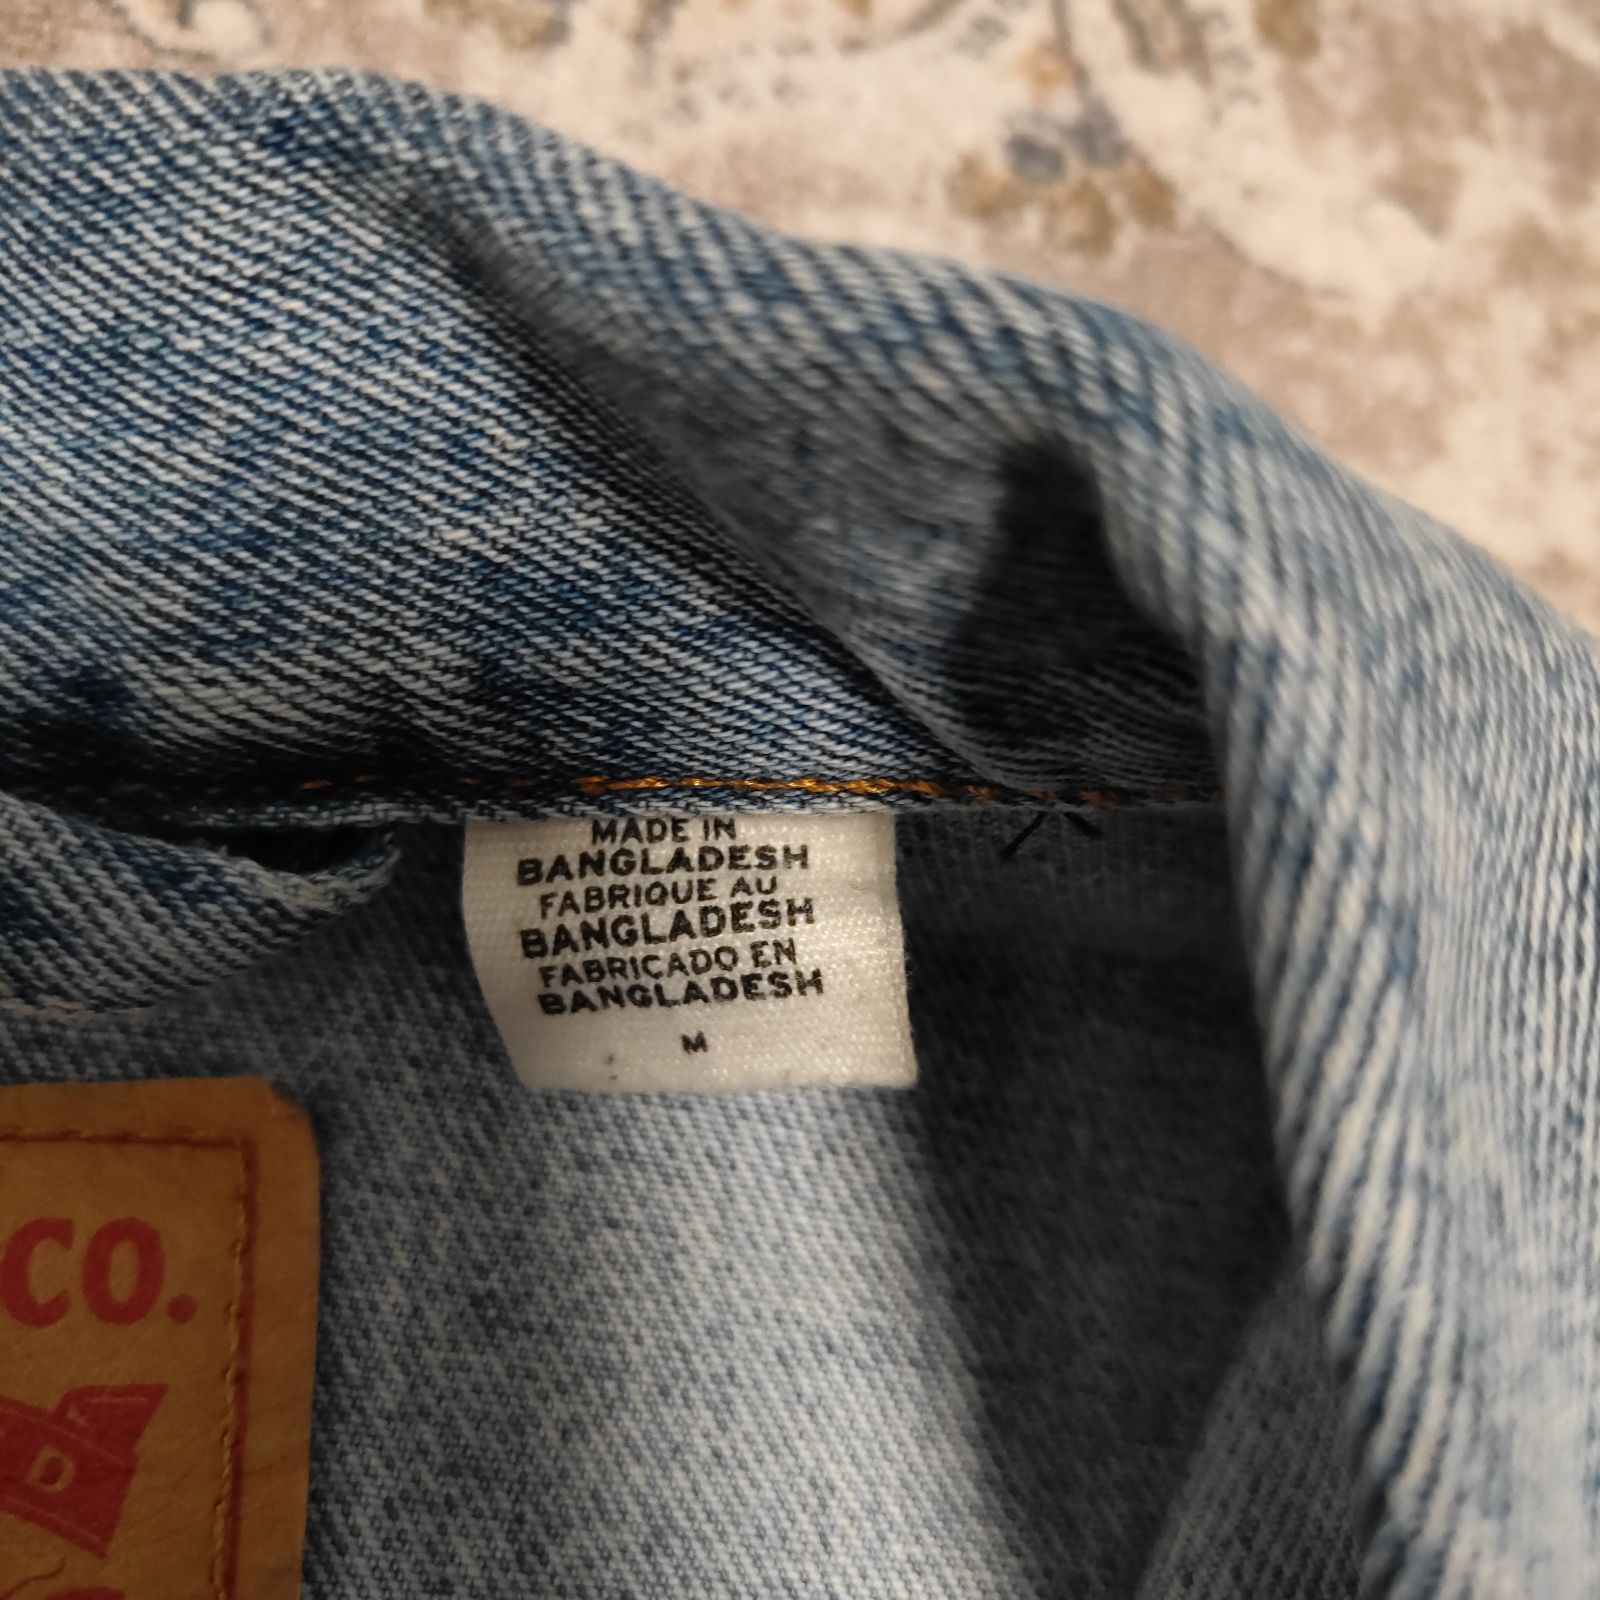 MADE IN
BANGLADESH
FABRIQUE AU
BANGLADESH
FABRICADO EN
BANGLADESH
M
CO.
D